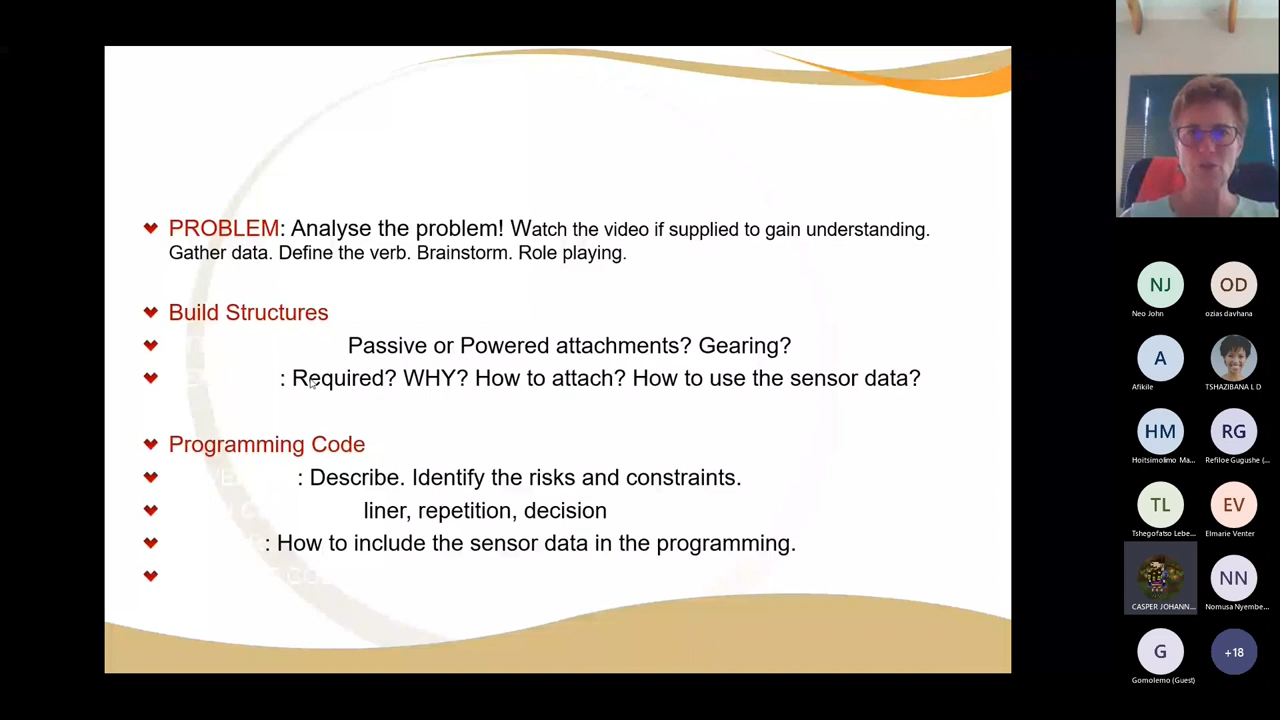 PROBLEM: Analyse the problem! Watch the video if supplied to gain understanding.
Gather data. Define the verb. Brainstorm. Role playing.
Build Structures
Passive or Powered attachments? Gearing?
: Required? WHY? How to attach? How to use the sensor data?
Programming Code
: Describe. Identify the risks and constraints.
liner, repetition, decision
: How to include the sensor data in the programming.
NJ
OD
Neo John
ozias davhana
A
Afikile
TSHAZIBANA L D
HM
RG
Hoitsimolimo Ma...
Refiloe Gugushe (...
TL
EV
Tshegofatso Lebe...
Elmarie Venter
NN
CASPER JOHANN...
Nomusa Nyembe...
G
+18
Gomolemo (Guest)